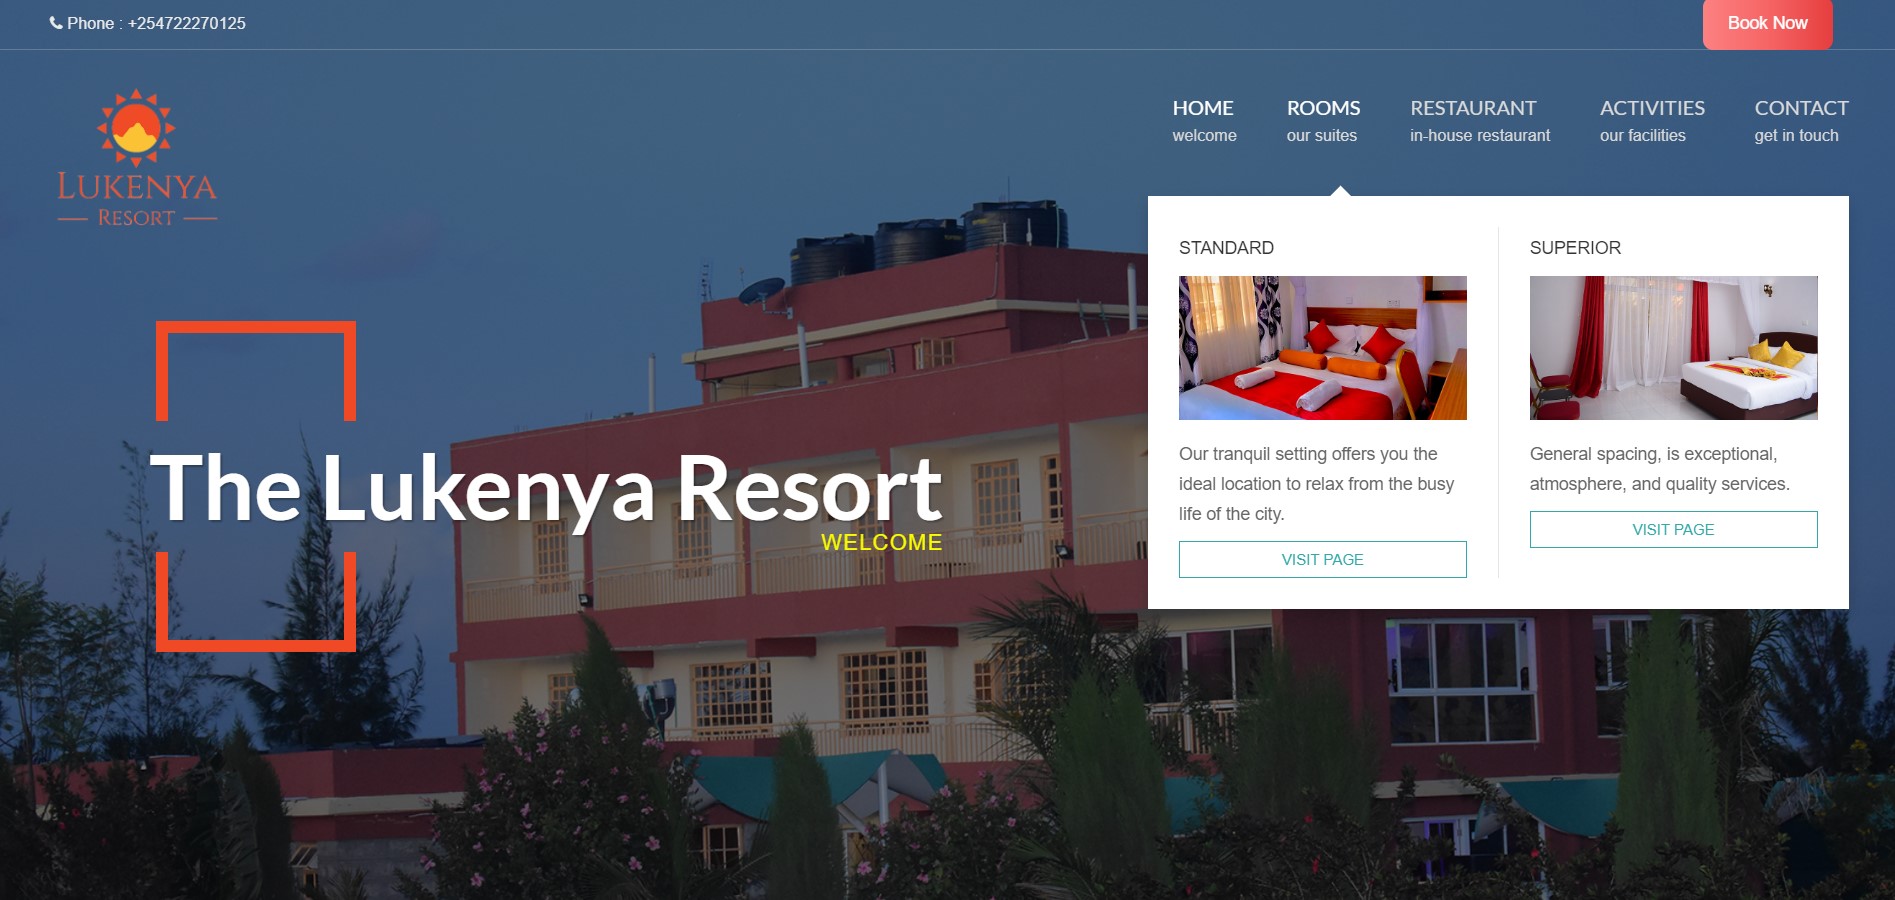 Phone : +254722270125
Book Now
LUKENYA
RESORT
HOME
welcome
ROOMS
our suites
RESTAURANT
in-house restaurant
ACTIVITIES
our facilities
CONTACT
get in touch
STANDARD
Our tranquil setting offers you the
ideal location to relax from the busy
life of the city.
VISIT PAGE
SUPERIOR
General spacing, is exceptional,
atmosphere, and quality services.
VISIT PAGE
The Lukenya Resort
WELCOME